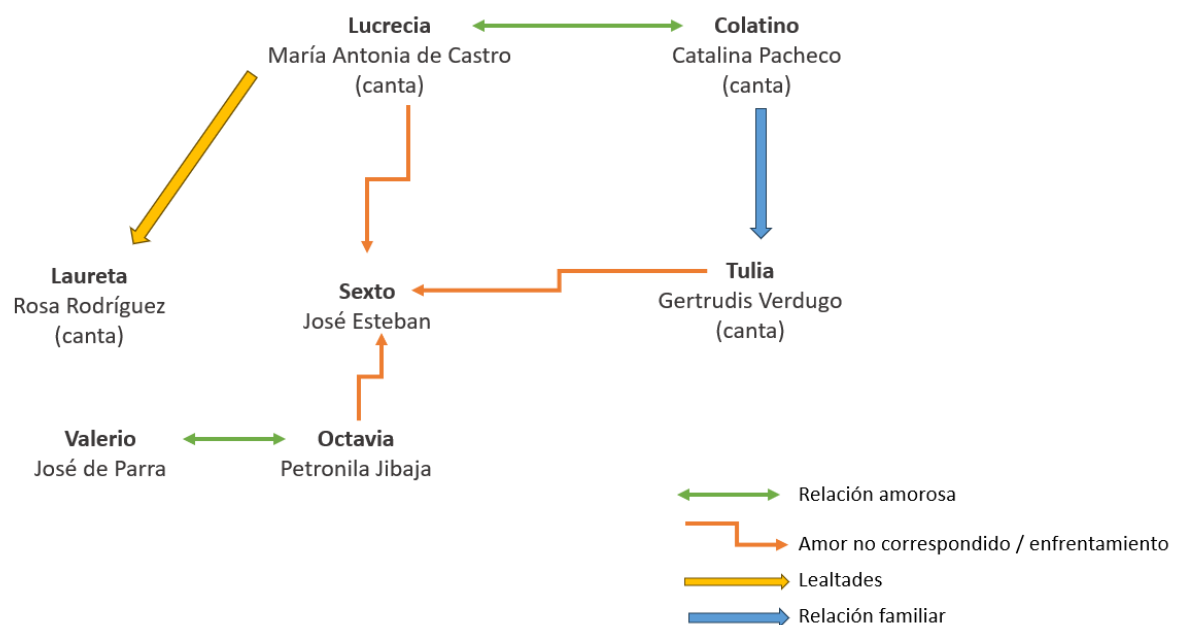 Lucrecia
María Antonia de Castro
(canta)
Colatino
Catalina Pacheco
(canta)
Laureta
Rosa Rodríguez
(canta)
Sexto
José Esteban
Tulia
Gertrudis Verdugo
(canta)
Valerio
José de Parra
Octavia
Petronila Jibaja
Relación amorosa
Amor no correspondido / enfrentamiento
Lealtades
Relación familiar